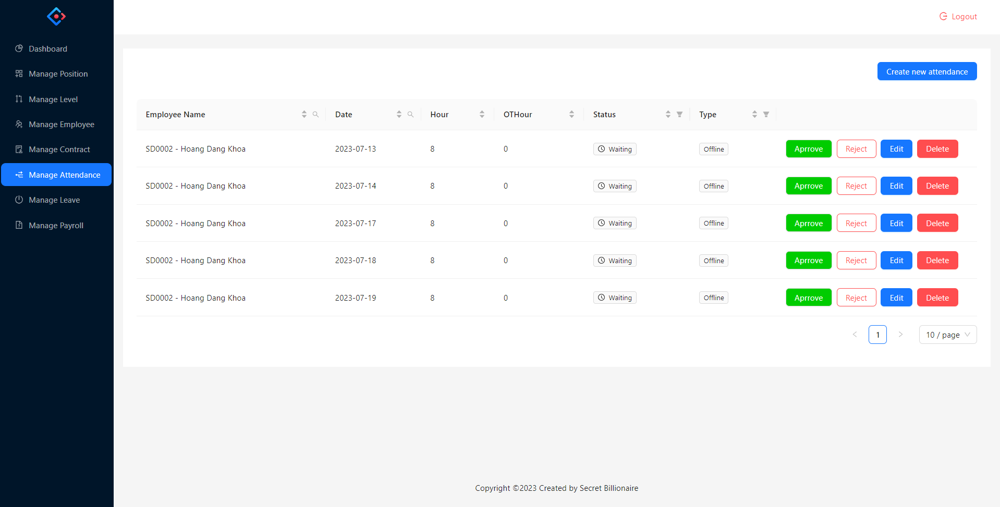 Logout
Dashboard
Manage Position
Manage Level
Manage Employee
Manage Contract
Manage Attendance
Manage Leave
Manage Payroll
Create new attendance
Employee Name Date Hour OTHour Status Type
SD0002 - Hoang Dang Khoa 2023-07-13 8 0 Waiting Offline Aprrove Reject Edit Delete
SD0002 - Hoang Dang Khoa 2023-07-14 8 0 Waiting Offline Aprrove Reject Edit Delete
SD0002 - Hoang Dang Khoa 2023-07-17 8 0 Waiting Offline Aprrove Reject Edit Delete
SD0002 - Hoang Dang Khoa 2023-07-18 8 0 Waiting Offline Aprrove Reject Edit Delete
SD0002 - Hoang Dang Khoa 2023-07-19 8 0 Waiting Offline Aprrove Reject Edit Delete
< 1 > 10 / page
Copyright ©2023 Created by Secret Billionaire